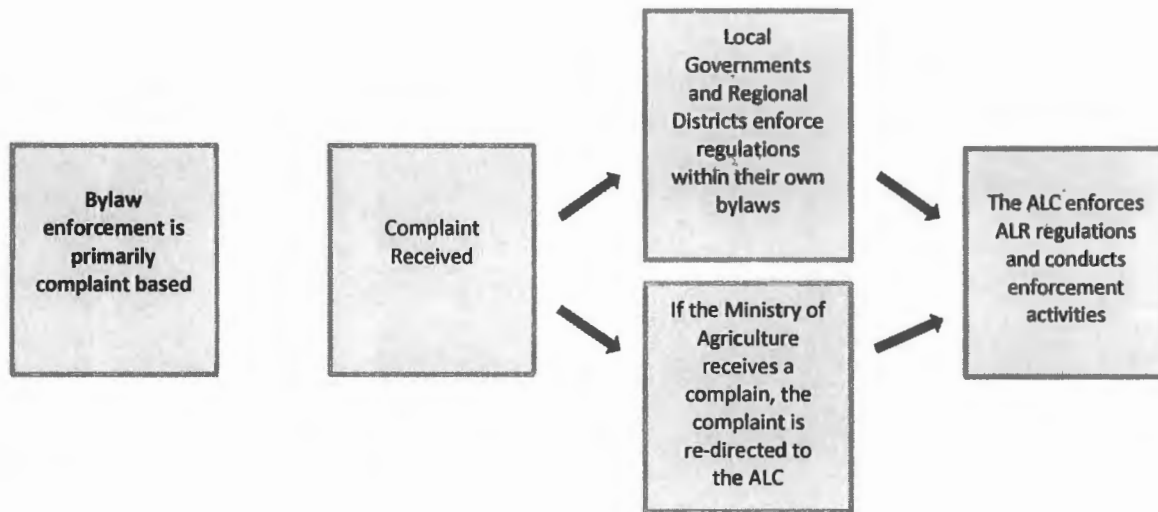 Bylaw
enforcement is
primarily
complaint based
Complaint
Received
Local
Governments
and Regional
Districts enforce
regulations
within their own
bylaws
If the Ministry of
Agriculture
receives a
complain, the
complaint is
re-directed to
the ALC
The ALC enforces
ALR regulations
and conducts
enforcement
activities